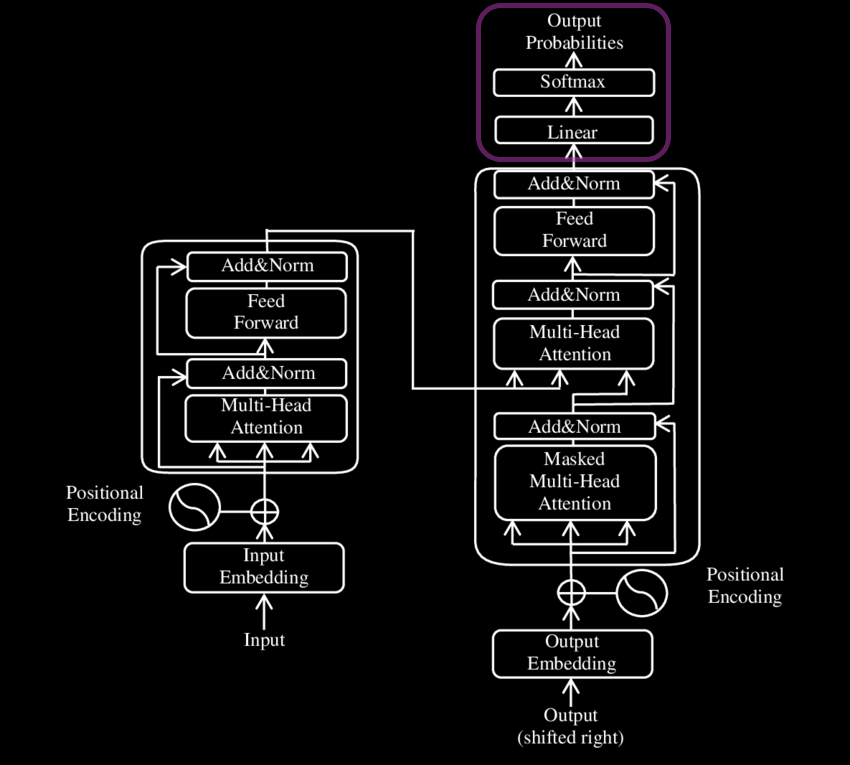 Output
Probabilities
Softmax
Linear
Add&Norm
Feed
Forward
Add&Norm
Multi-Head
Attention
Add&Norm
Masked
Multi-Head
Attention
Positional
Encoding
Output
Embedding
Output
(shifted right)
Add&Norm
Feed
Forward
Add&Norm
Multi-Head
Attention
Positional
Encoding
Input
Embedding
Input